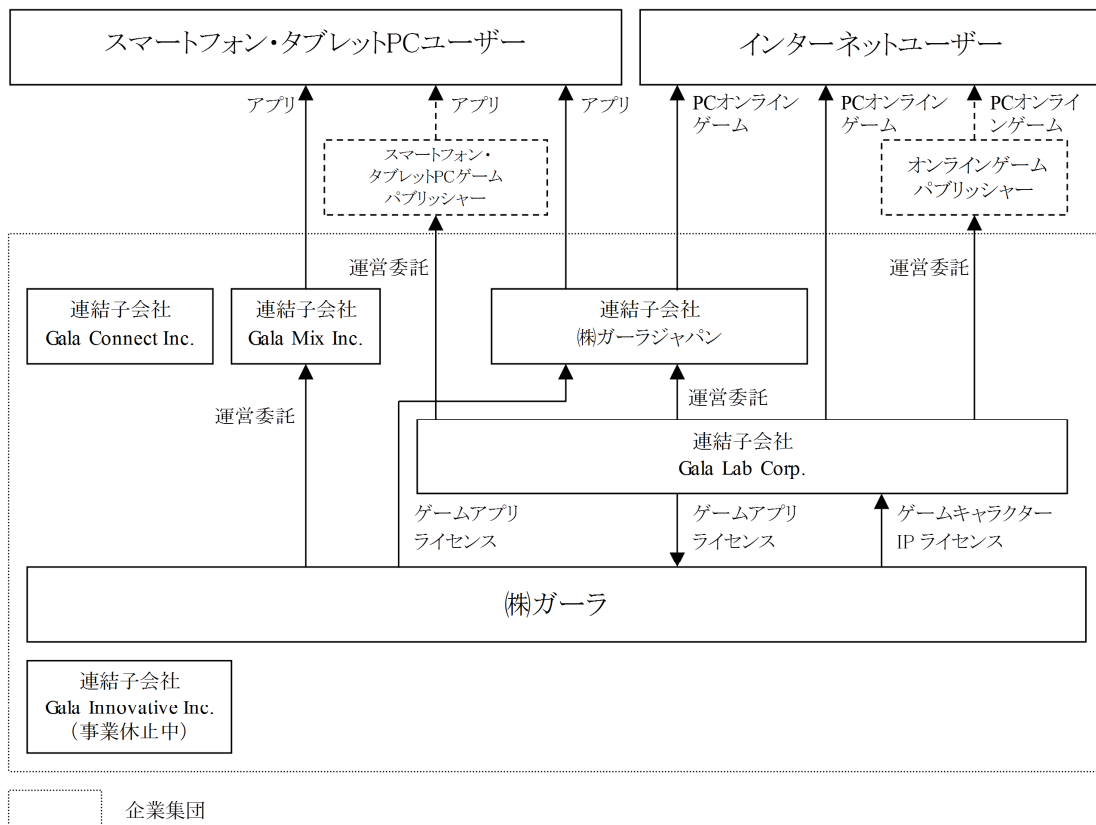 スマートフォン・タブレットPCユーザー
インターネットユーザー
アプリ
アプリ
アプリ
PCオンライン
ゲーム
PCオンライン
ゲーム
PCオンライ
ンゲーム
スマートフォン・
タブレットPCゲーム
パブリッシャー
オンラインゲーム
パブリッシャー
運営委託
運営委託
連結子会社
Gala Connect Inc.
連結子会社
Gala Mix Inc.
連結子会社
㈱ガーラジャパン
運営委託
運営委託
連結子会社
Gala Lab Corp.
ゲームアプリ
ライセンス
ゲームアプリ
ライセンス
ゲームキャラクター
IP ライセンス
㈱ガーラ
連結子会社
Gala Innovative Inc.
（事業休止中）
企業集団